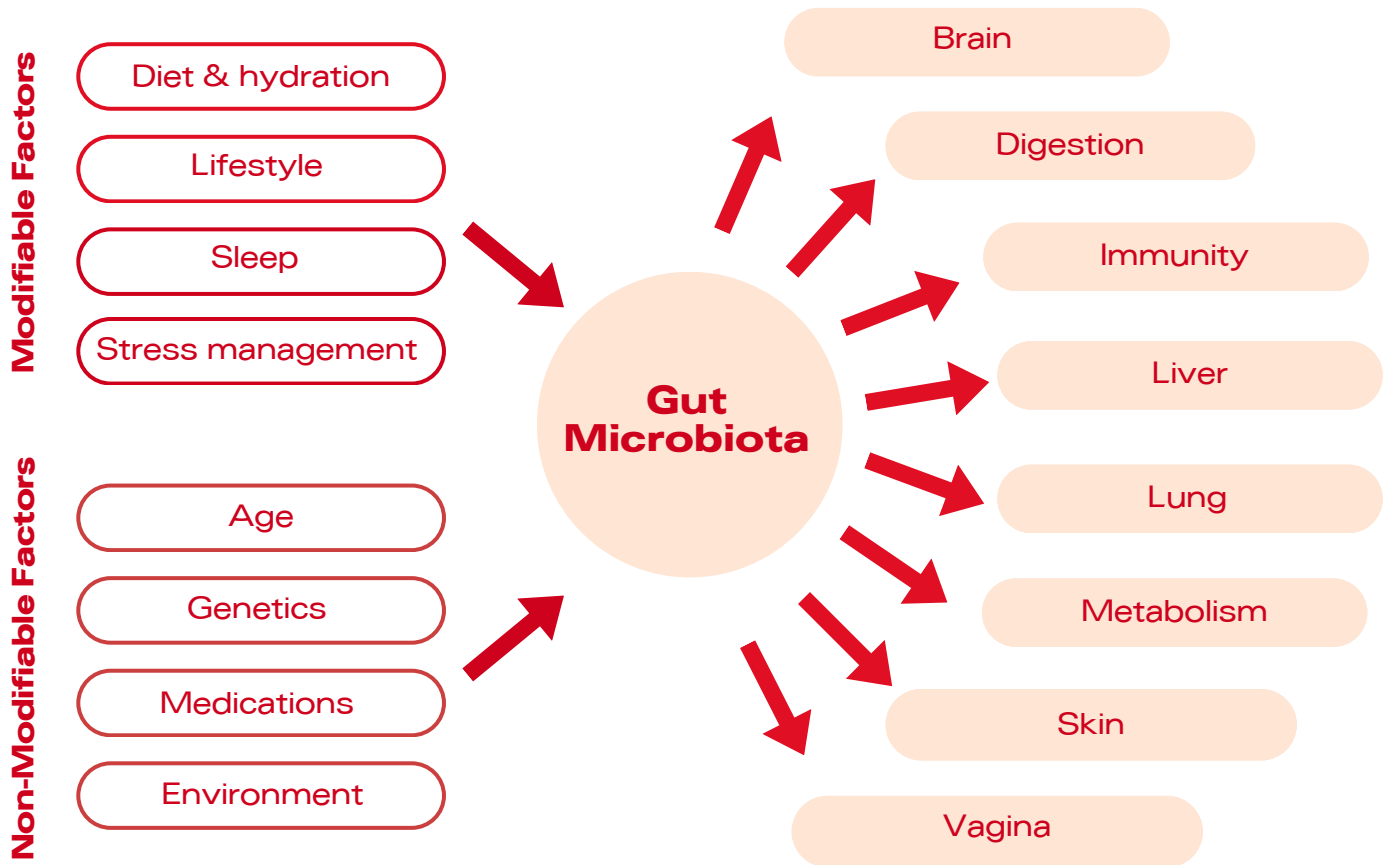 Modifiable Factors
Diet & hydration
Lifestyle
Sleep
Stress management
Non-Modifiable Factors
Age
Genetics
Medications
Environment
Gut
Microbiota
Brain
Digestion
Immunity
Liver
Lung
Metabolism
Skin
Vagina